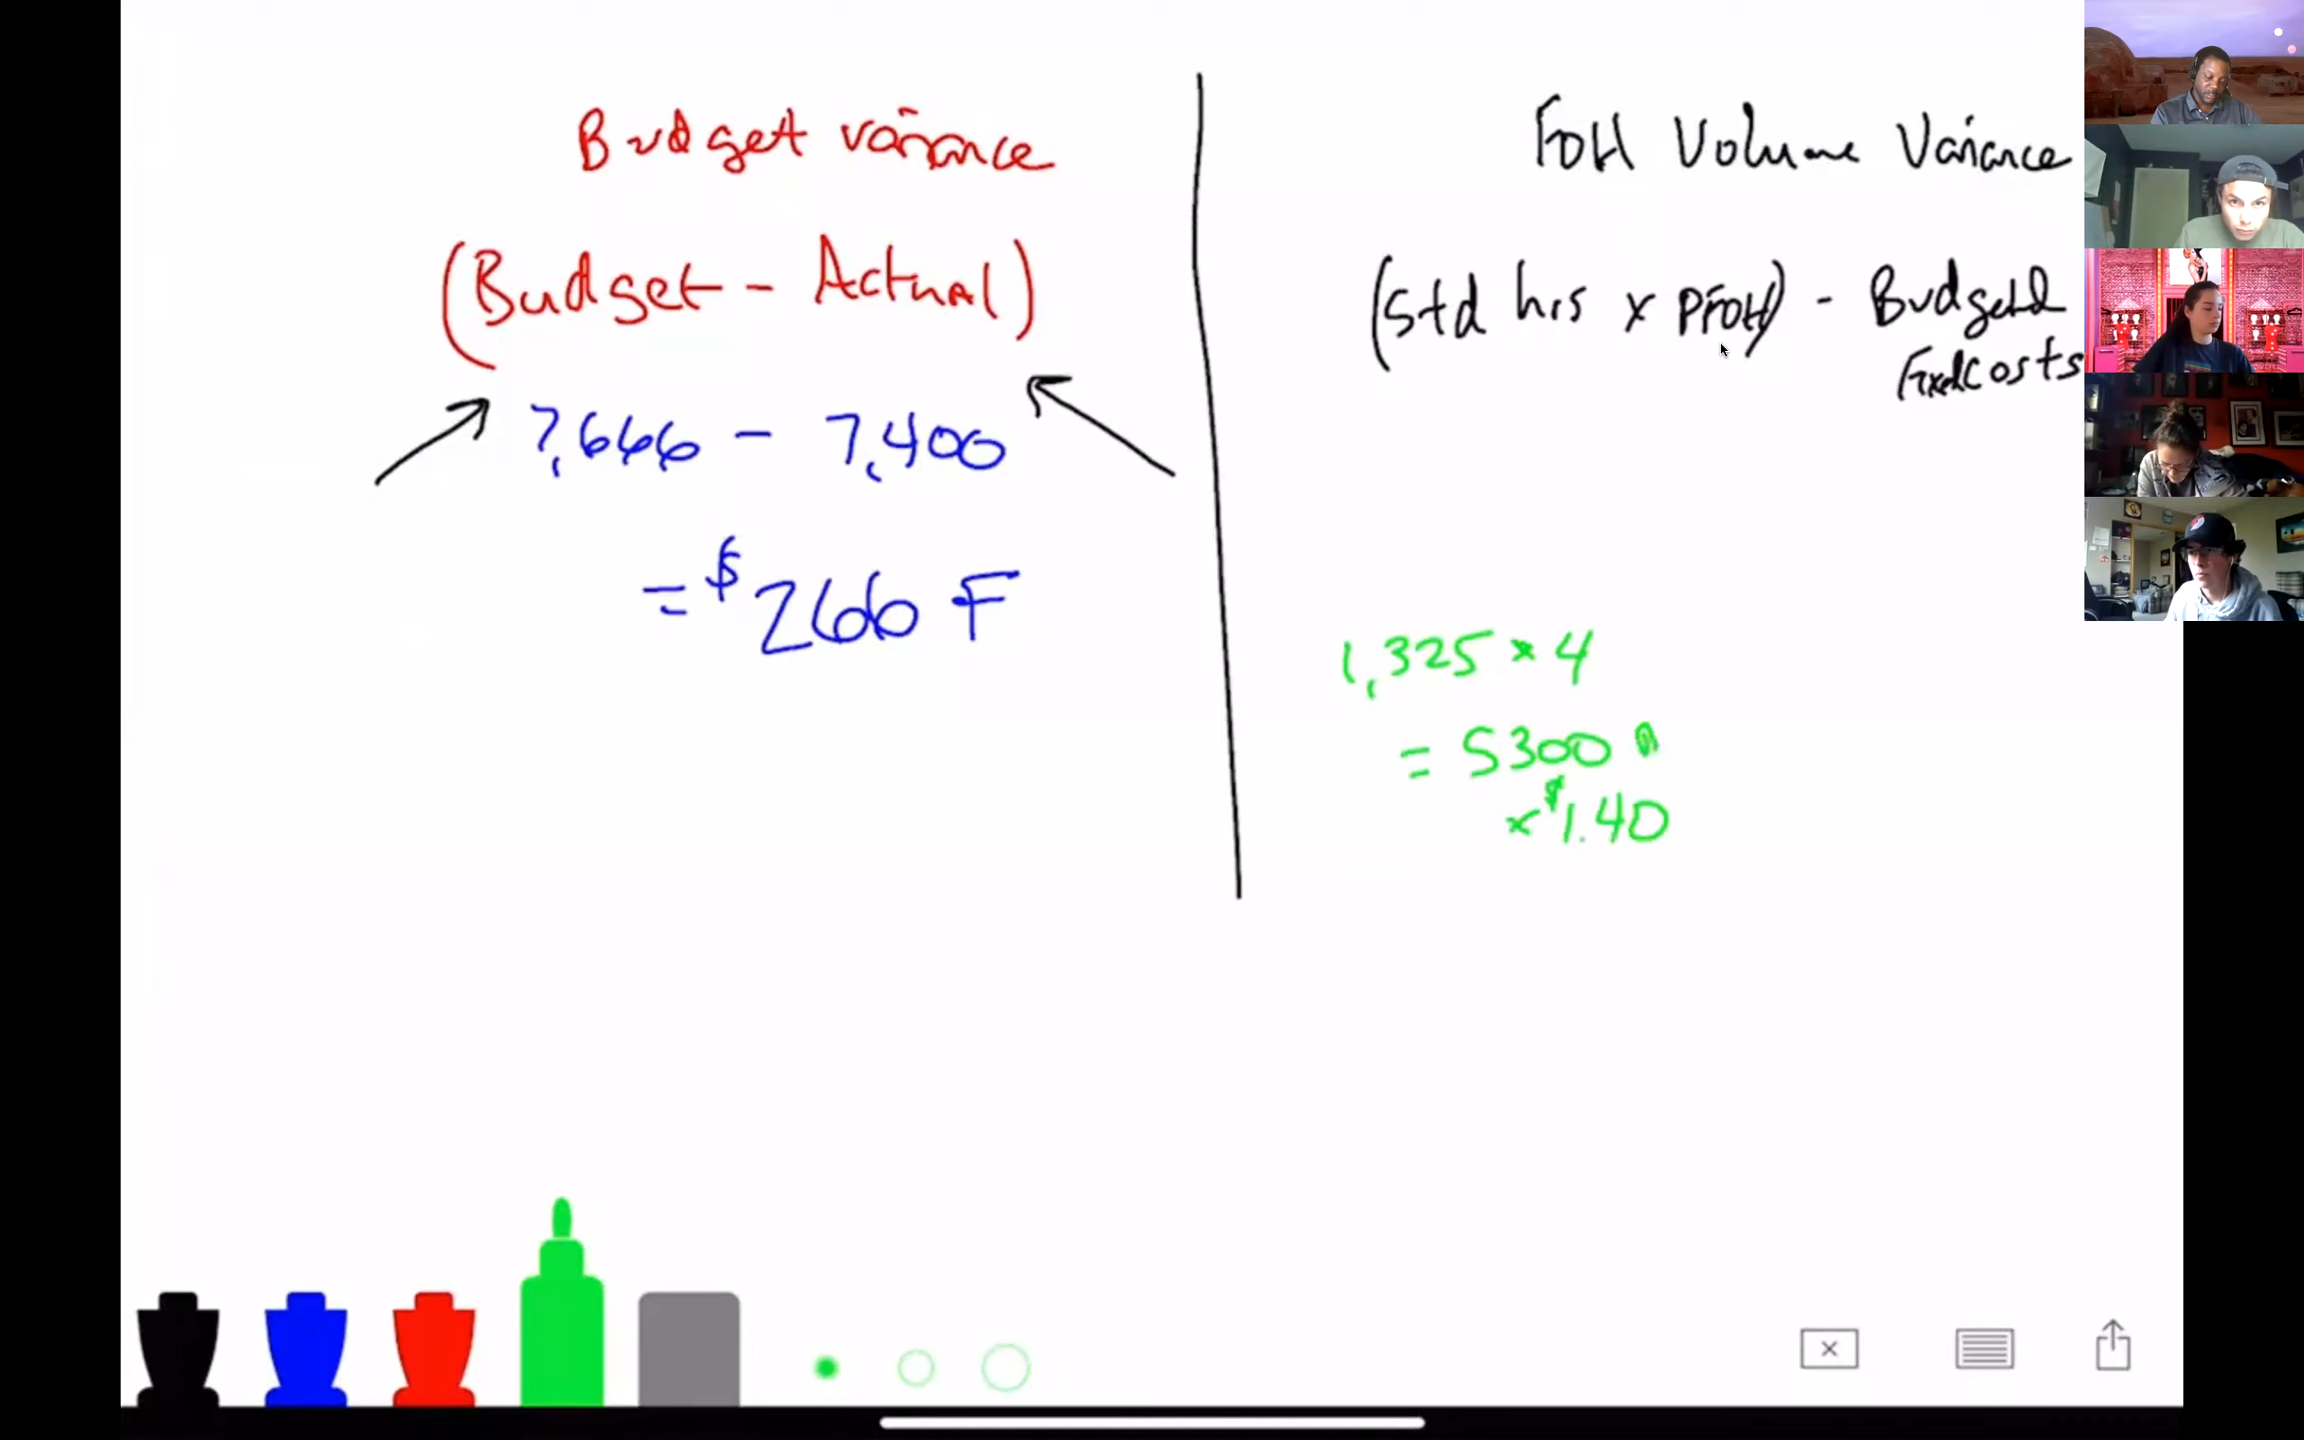 Budget variance
(Budget - Actual)
7,666 - 7,400
= $266 F
FOH Volume Variance
(Std hrs x PFOH) - Budgeted
Fixed costs
1,325 x 4
= 5300
x $1.40